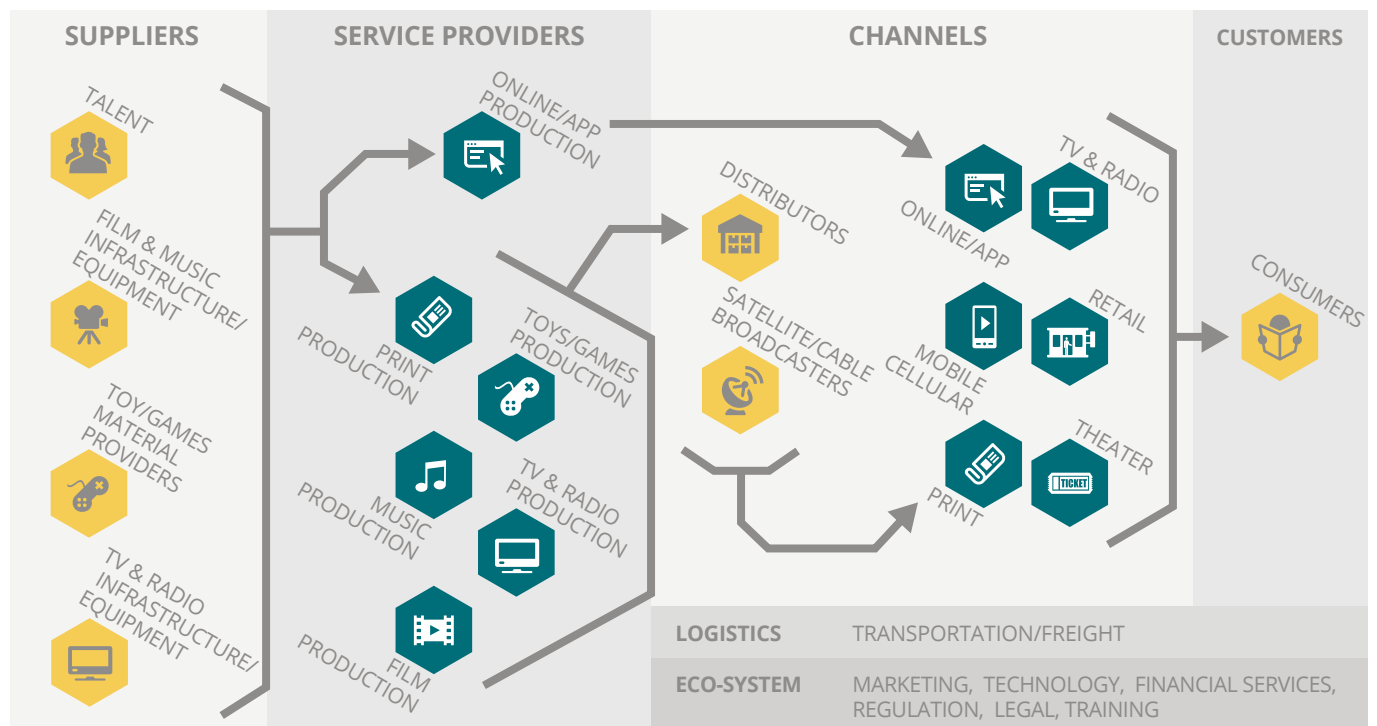 SUPPLIERS
SERVICE PROVIDERS
CHANNELS
CUSTOMERS
TALENT
FILM & MUSIC
INFRASTRUCTURE/
EQUIPMENT
TOY/GAMES
MATERIAL
PROVIDERS
TV & RADIO
INFRASTRUCTURE/
EQUIPMENT
ONLINE/APP
PRODUCTION
PRINT
PRODUCTION
TOYS/GAMES
PRODUCTION
MUSIC
PRODUCTION
TV & RADIO
PRODUCTION
FILM
PRODUCTION
DISTRIBUTORS
SATELLITE/CABLE
BROADCASTERS
ONLINE/APP
TV & RADIO
MOBILE
CELLULAR
RETAIL
PRINT
THEATER
TICKET
CONSUMERS
LOGISTICS TRANSPORTATION/FREIGHT
ECO-SYSTEM MARKETING, TECHNOLOGY, FINANCIAL SERVICES,
REGULATION, LEGAL, TRAINING